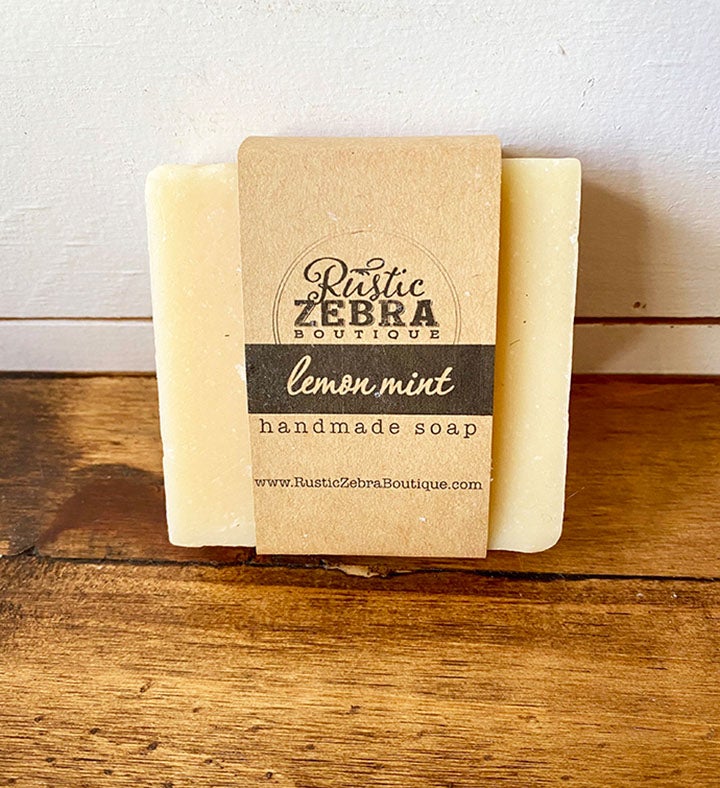 Rustic
ZEBRA
BOUTIQUE
lemon mint
handmade soap
www.RusticZebraBoutique.com